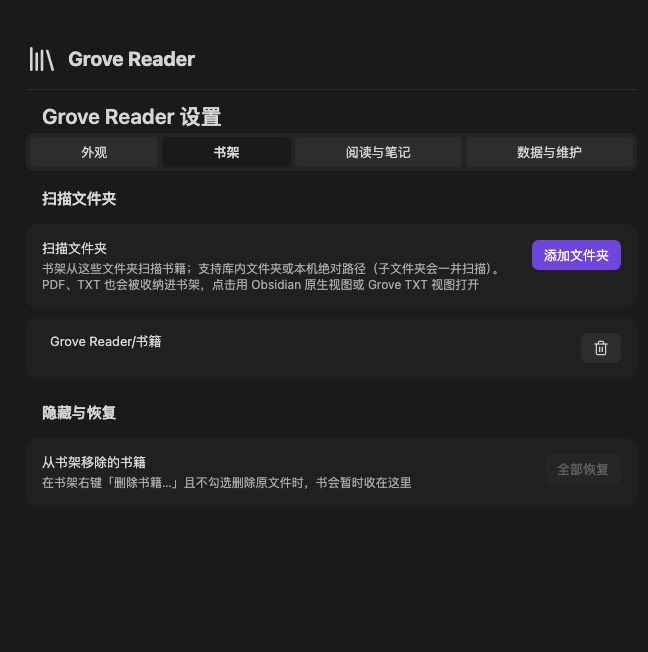 Grove Reader
Grove Reader 设置
外观
书架
阅读与笔记
数据与维护
扫描文件夹
扫描文件夹
添加文件夹
书架从这些文件夹扫描书籍；支持库内文件夹或本机绝对路径（子文件夹会一并扫描）。
PDF、TXT 也会被收纳进书架，点击用 Obsidian 原生视图或 Grove TXT 视图打开
Grove Reader/书籍
隐藏与恢复
从书架移除的书籍
全部恢复
在书架右键「删除书籍…」且不勾选删除原文件时，书会暂时收在这里